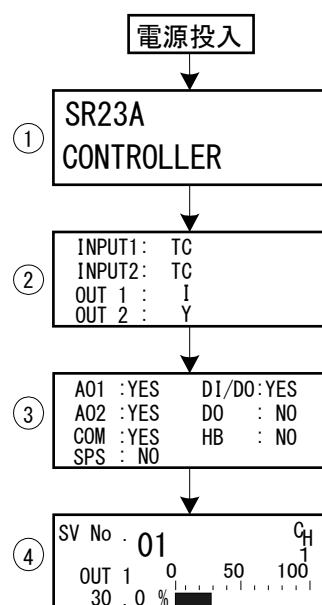 電源投入
①
SR23A
CONTROLLER
②
INPUT1: TC
INPUT2: TC
OUT 1 : I
OUT 2 : Y
③
AO1 :YES DI/DO:YES
AO2 :YES DO : NO
COM :YES HB : NO
SPS : NO
④
SV No . 01 CH 1
OUT 1 0 50 100
30 . 0 %